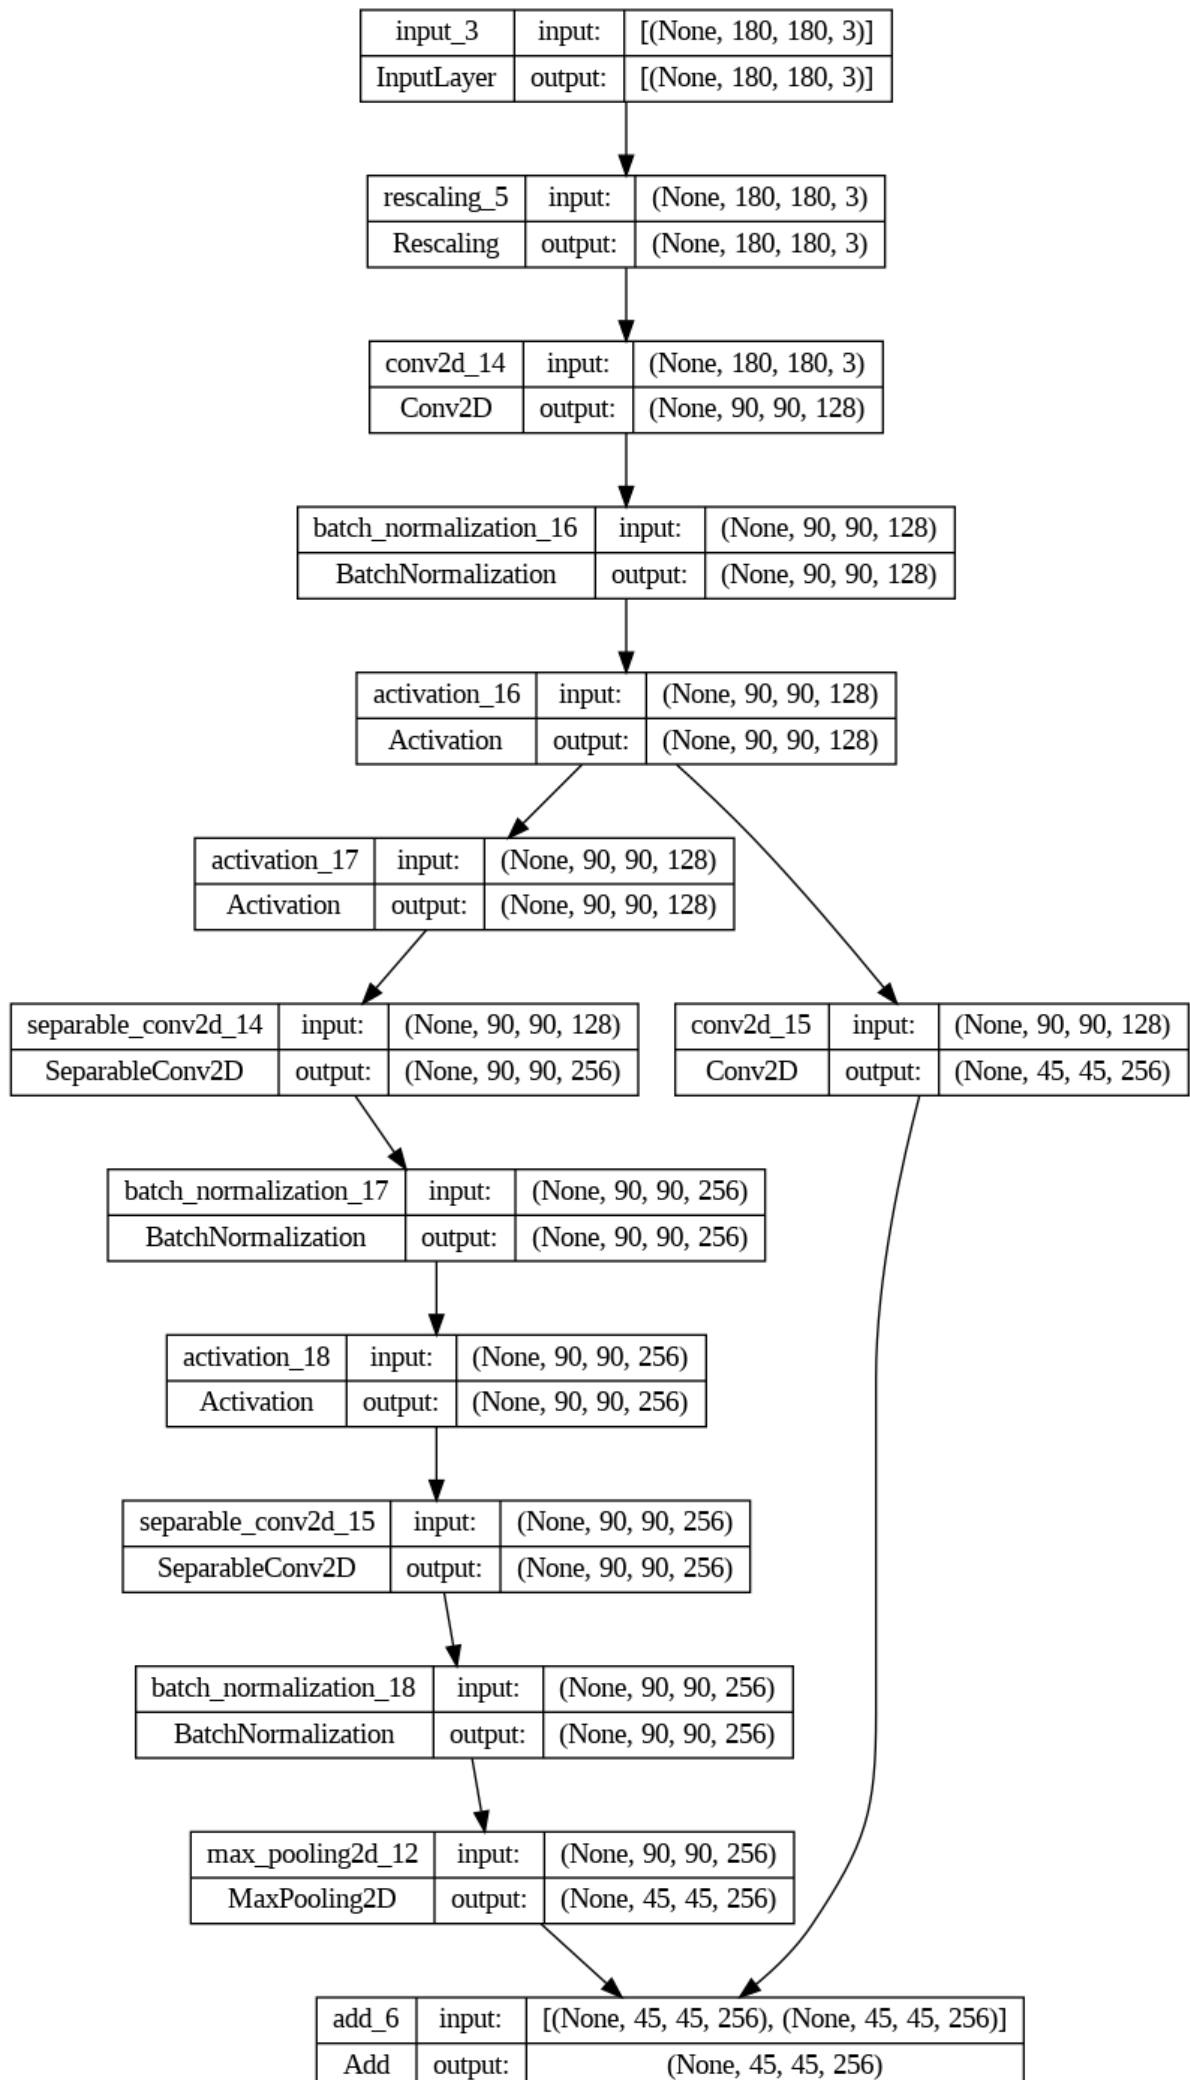 input_3 input: [(None, 180, 180, 3)]
InputLayer output: [(None, 180, 180, 3)]
rescaling_5 input: (None, 180, 180, 3)
Rescaling output: (None, 180, 180, 3)
conv2d_14 input: (None, 180, 180, 3)
Conv2D output: (None, 90, 90, 128)
batch_normalization_16 input: (None, 90, 90, 128)
BatchNormalization output: (None, 90, 90, 128)
activation_16 input: (None, 90, 90, 128)
Activation output: (None, 90, 90, 128)
activation_17 input: (None, 90, 90, 128)
Activation output: (None, 90, 90, 128)
separable_conv2d_14 input: (None, 90, 90, 128)
SeparableConv2D output: (None, 90, 90, 256)
conv2d_15 input: (None, 90, 90, 128)
Conv2D output: (None, 45, 45, 256)
batch_normalization_17 input: (None, 90, 90, 256)
BatchNormalization output: (None, 90, 90, 256)
activation_18 input: (None, 90, 90, 256)
Activation output: (None, 90, 90, 256)
separable_conv2d_15 input: (None, 90, 90, 256)
SeparableConv2D output: (None, 90, 90, 256)
batch_normalization_18 input: (None, 90, 90, 256)
BatchNormalization output: (None, 90, 90, 256)
max_pooling2d_12 input: (None, 90, 90, 256)
MaxPooling2D output: (None, 45, 45, 256)
add_6 input: [(None, 45, 45, 256), (None, 45, 45, 256)]
Add output: (None, 45, 45, 256)